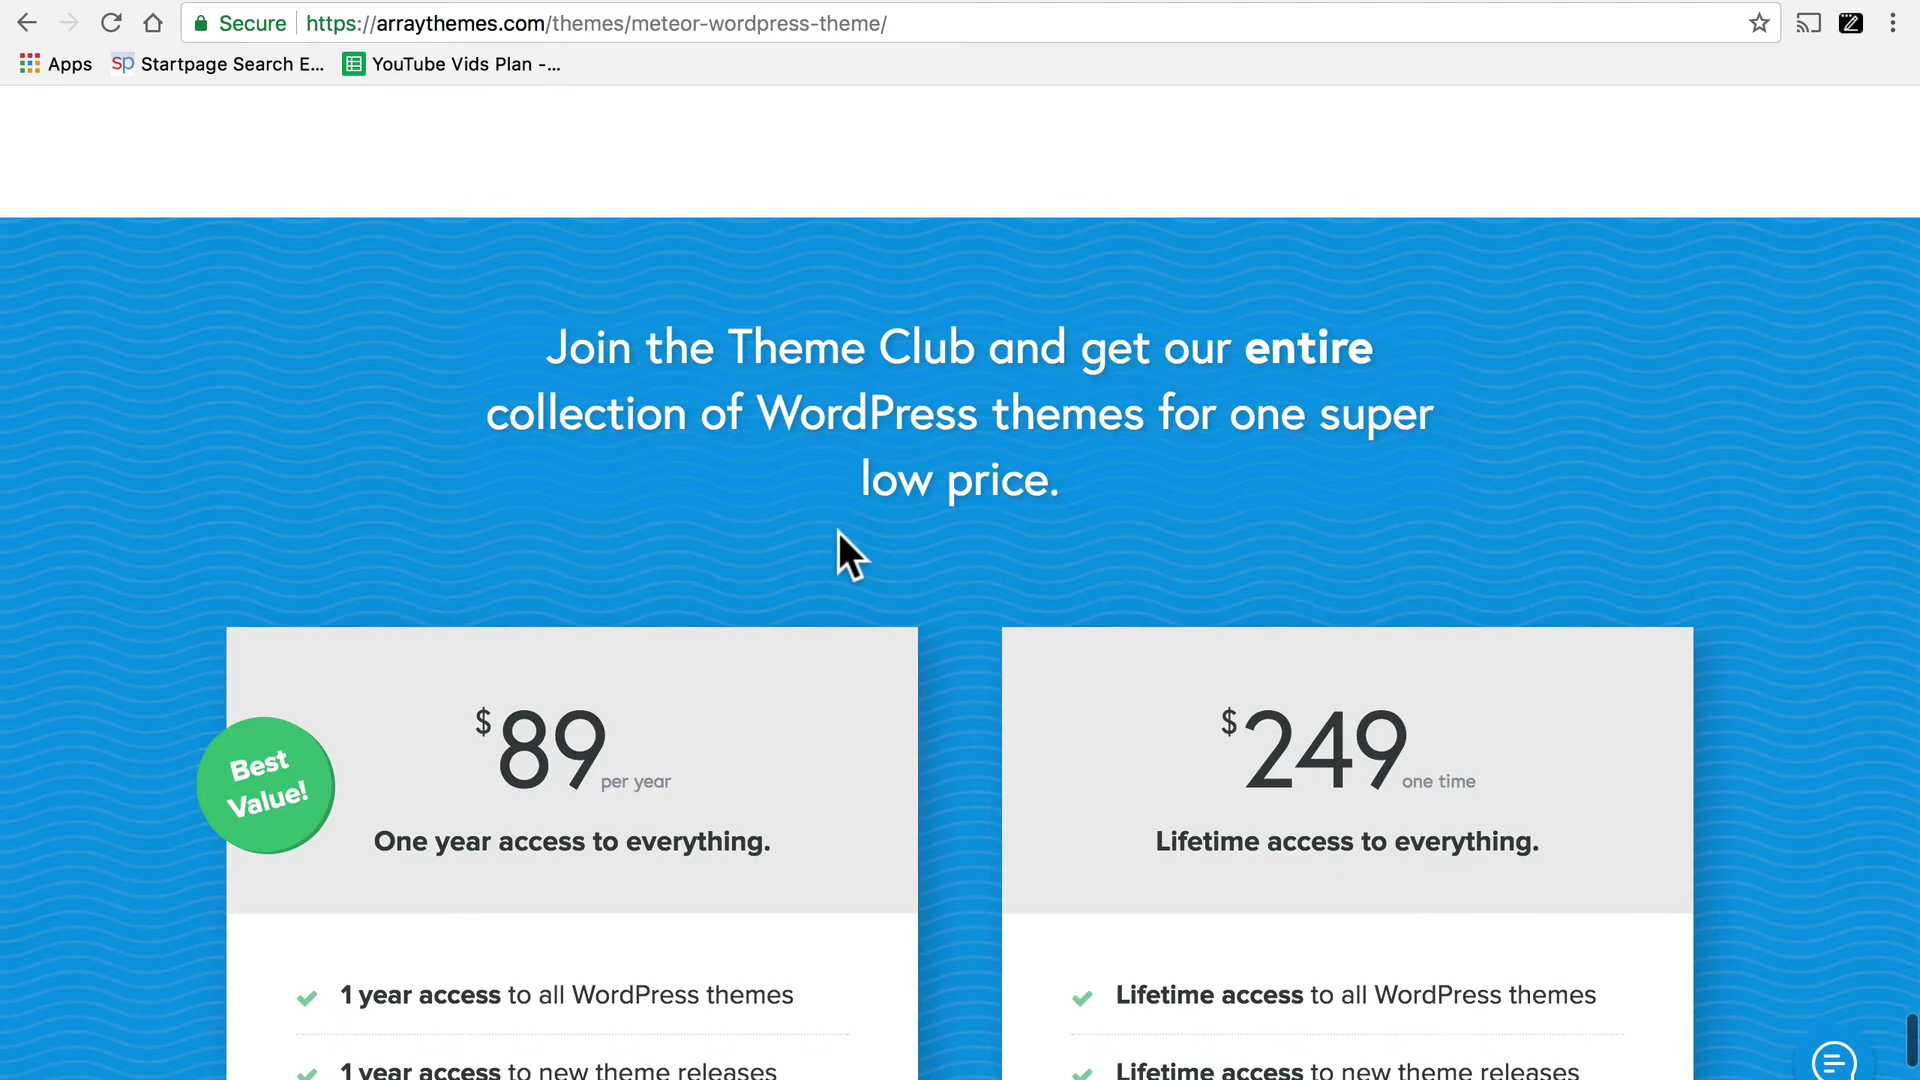 Secure https://arraythemes.com/themes/meteor-wordpress-theme/
Apps Startpage Search E... YouTube Vids Plan -...
Join the Theme Club and get our entire
collection of WordPress themes for one super
low price.
Best
Value!
$89 per year
One year access to everything.
1 year access to all WordPress themes
1 year access to new theme releases
$249 one time
Lifetime access to everything.
Lifetime access to all WordPress themes
Lifetime access to new theme releases